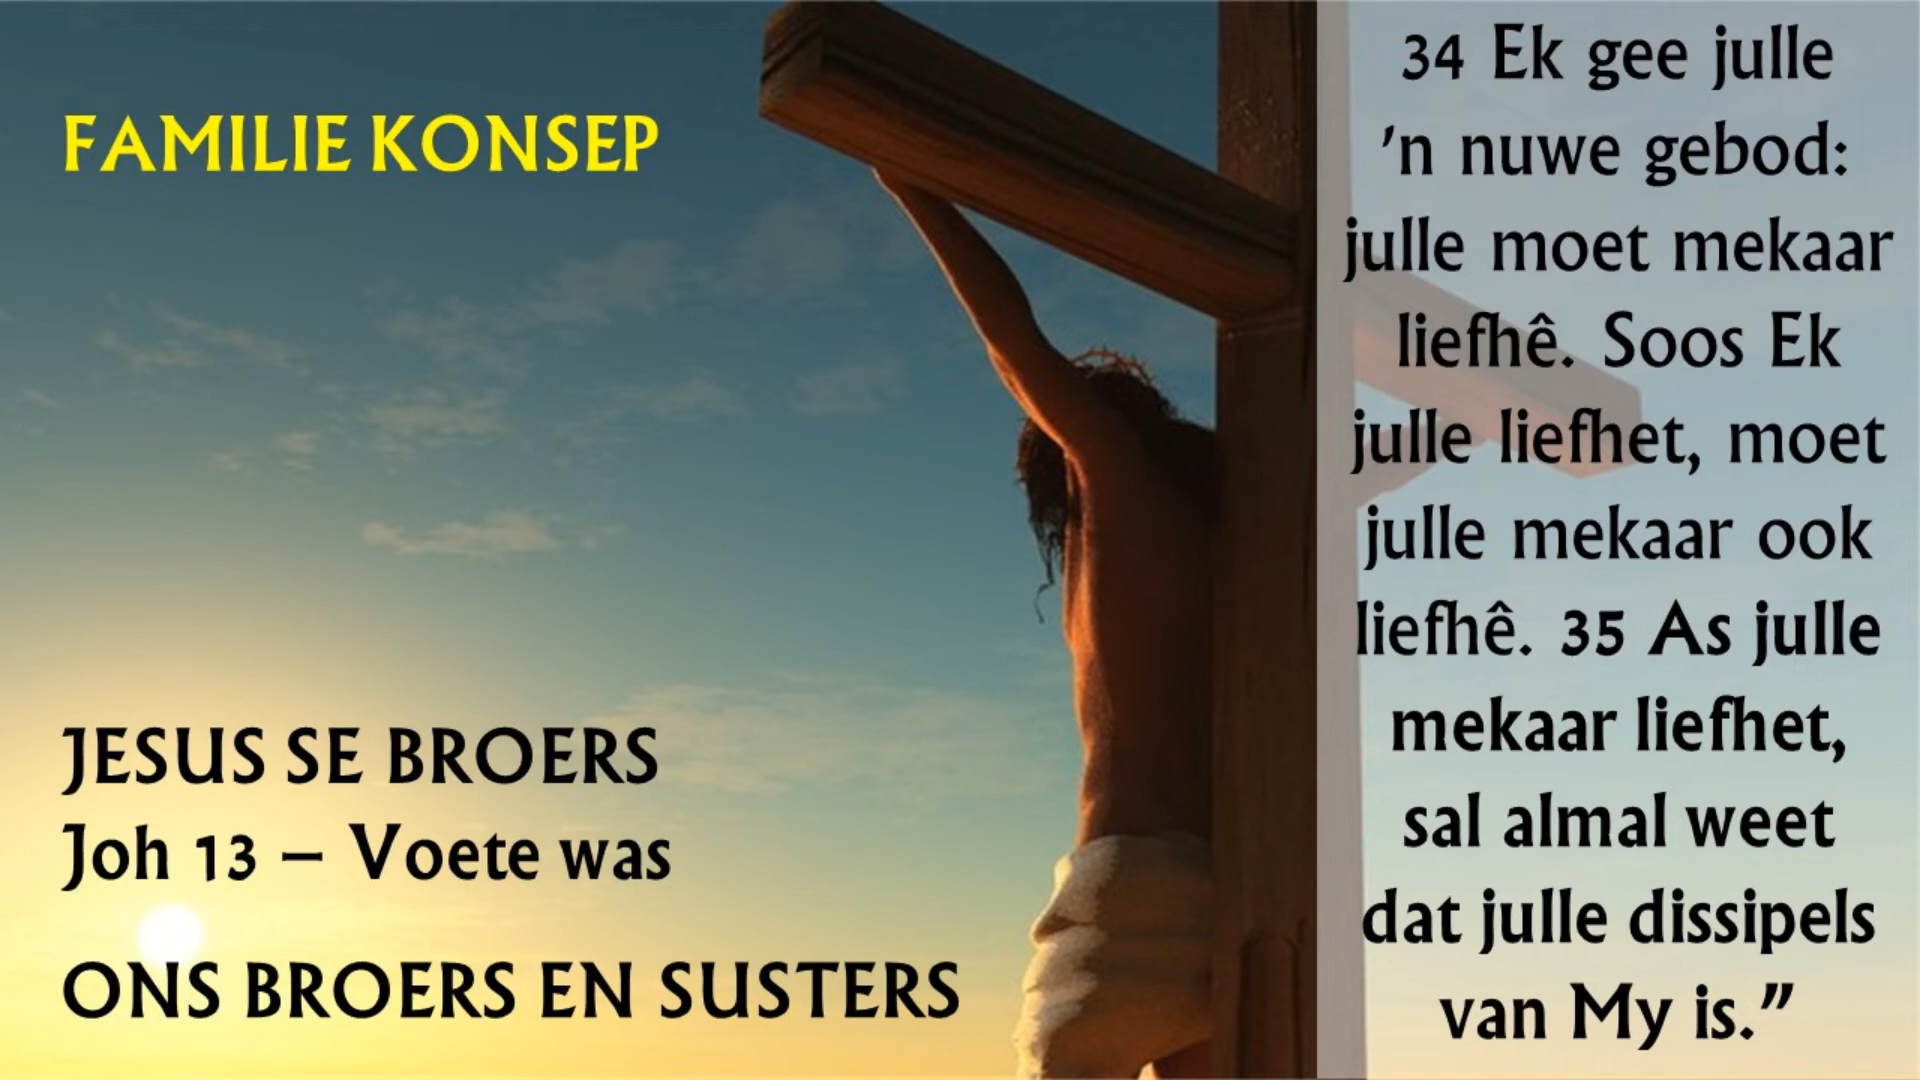 FAMILIE KONSEP
JESUS SE BROERS
Joh 13 – Voete was
ONS BROERS EN SUSTERS
34 Ek gee julle
’n nuwe gebod:
julle moet mekaar
liefhê. Soos Ek
julle liefhet, moet
julle mekaar ook
liefhê. 35 As julle
mekaar liefhet,
sal almal weet
dat julle dissipels
van My is.”